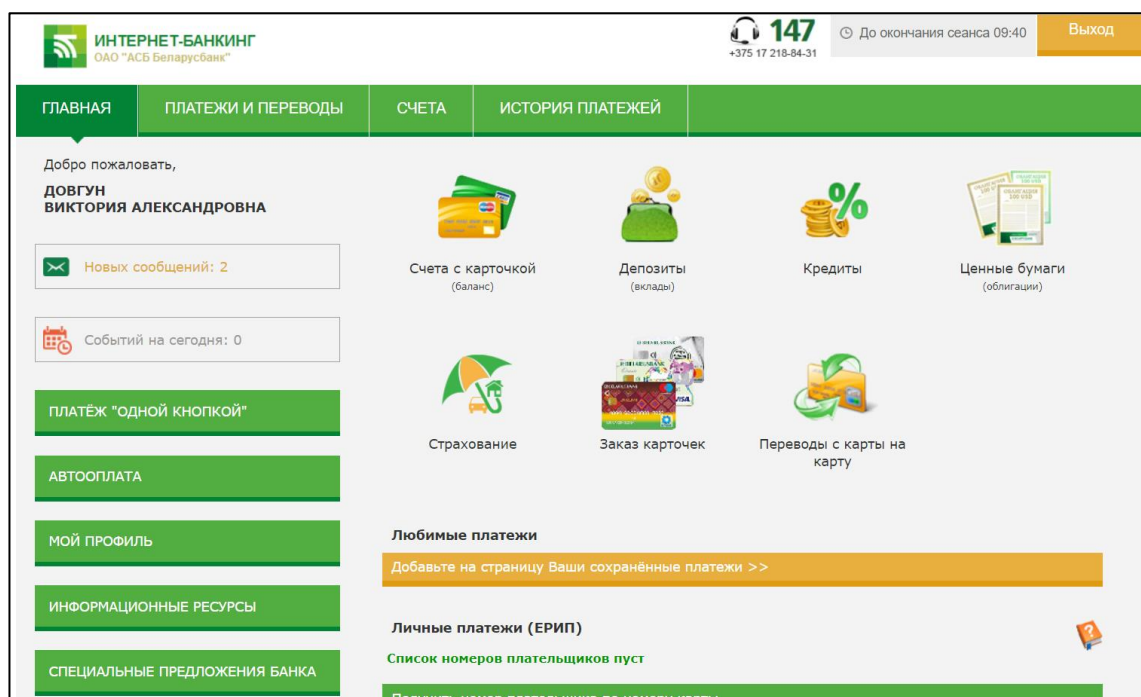 ИНТЕРНЕТ-БАНКИНГ
ОАО "АСБ Беларусбанк"
147
+375 17 218-84-31
До окончания сеанса 09:40
Выход
ГЛАВНАЯ
ПЛАТЕЖИ И ПЕРЕВОДЫ
СЧЕТА
ИСТОРИЯ ПЛАТЕЖЕЙ
Добро пожаловать,
ДОВГУН
ВИКТОРИЯ АЛЕКСАНДРОВНА
Новых сообщений: 2
Событий на сегодня: 0
ПЛАТЁЖ "ОДНОЙ КНОПКОЙ"
АВТООПЛАТА
МОЙ ПРОФИЛЬ
ИНФОРМАЦИОННЫЕ РЕСУРСЫ
СПЕЦИАЛЬНЫЕ ПРЕДЛОЖЕНИЯ БАНКА
Счета с карточкой
(баланс)
Депозиты
(вклады)
Кредиты
Ценные бумаги
(облигации)
Страхование
Заказ карточек
Переводы с карты на
карту
Любимые платежи
Добавьте на страницу Ваши сохранённые платежи >>
Личные платежи (ЕРИП)
Список номеров плательщиков пуст